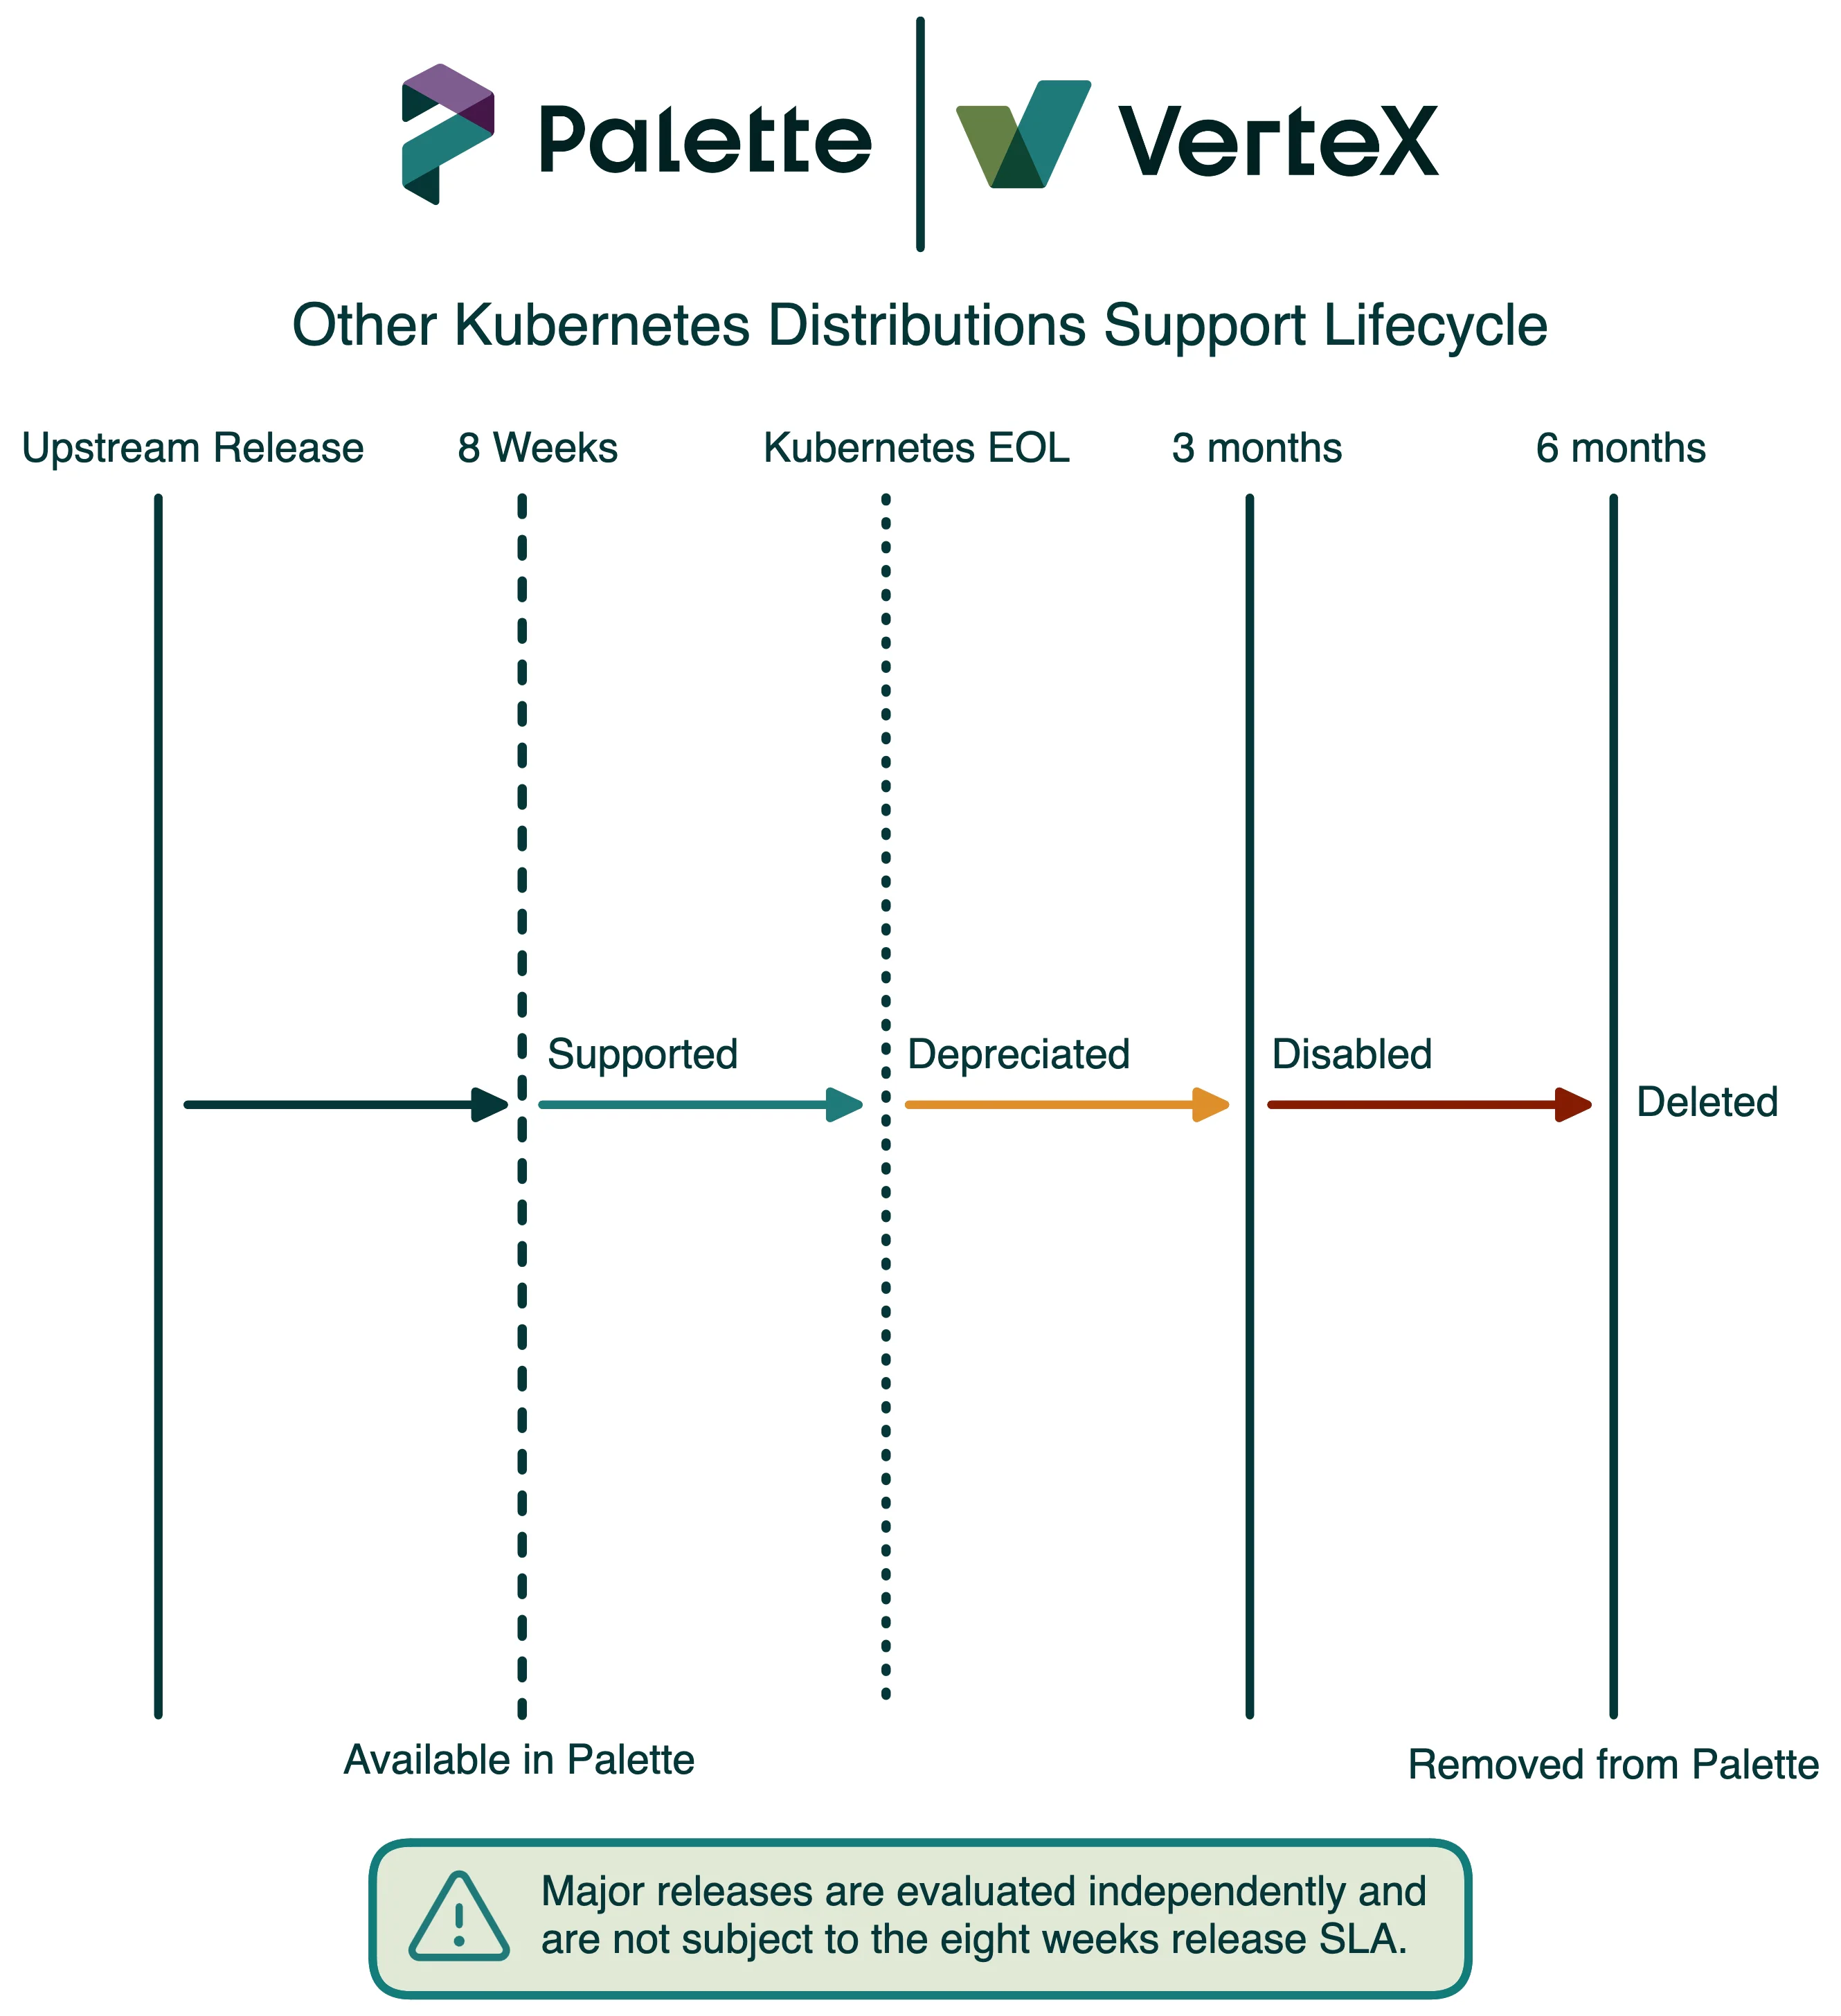 Palette
VerteX
Other Kubernetes Distributions Support Lifecycle
Upstream Release
8 Weeks
Kubernetes EOL
3 months
6 months
Supported
Depreciated
Disabled
Deleted
Available in Palette
Removed from Palette
Major releases are evaluated independently and
are not subject to the eight weeks release SLA.